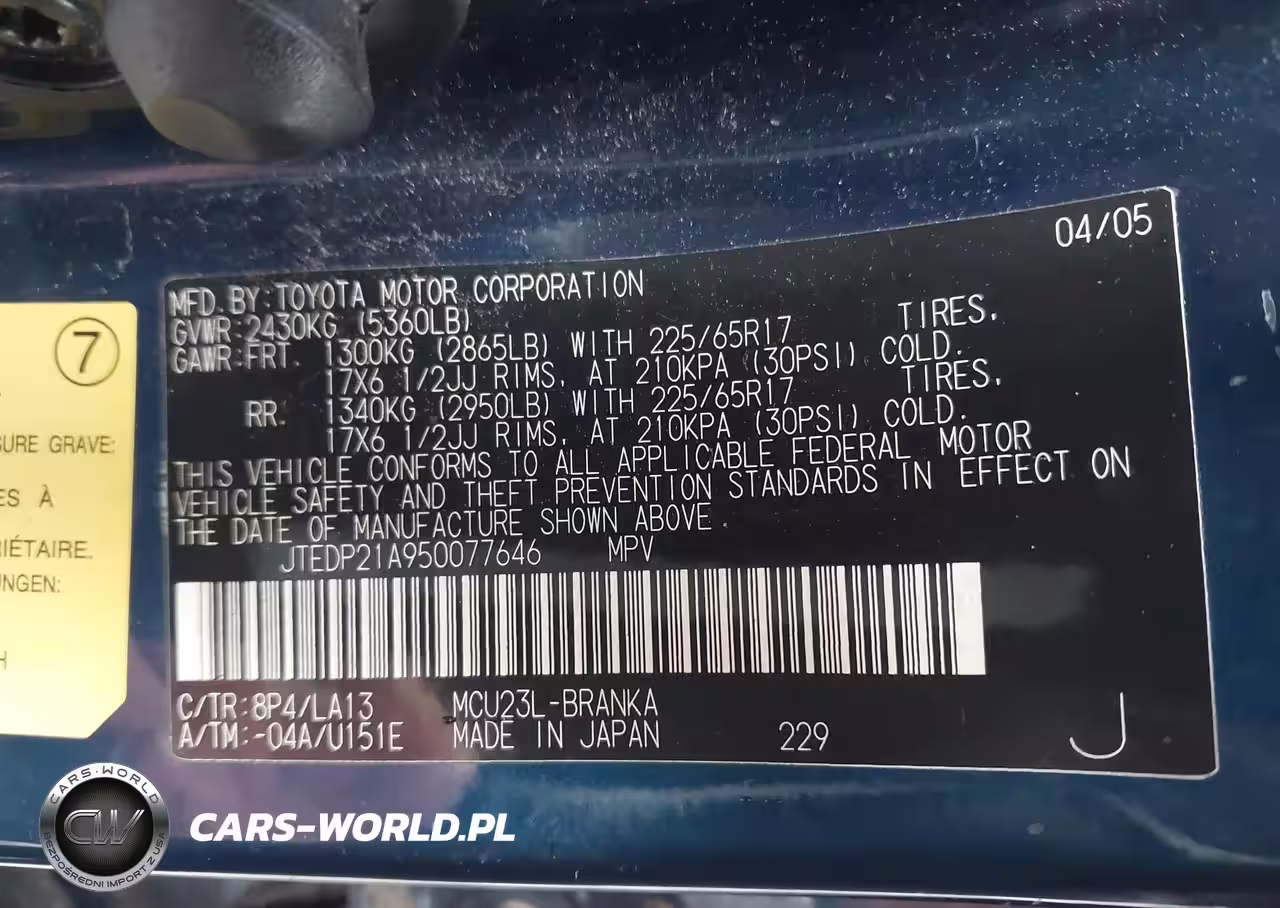 04/05
MFD. BY: TOYOTA MOTOR CORPORATION
GVWR: 2430KG (5360LB)
GAWR: FRT. 1300KG (2865LB) WITH 225/65R17 TIRES,
17X6 1/2JJ RIMS, AT 210KPA (30PSI) COLD.
RR. 1340KG (2950LB) WITH 225/65R17 TIRES,
17X6 1/2JJ RIMS, AT 210KPA (30PSI) COLD.
THIS VEHICLE CONFORMS TO ALL APPLICABLE FEDERAL MOTOR
VEHICLE SAFETY AND THEFT PREVENTION STANDARDS IN EFFECT ON
THE DATE OF MANUFACTURE SHOWN ABOVE.
JTEDP21A950077646 MPV
C/TR: 8P4/LA13 MCU23L-BRANKA
A/TM: -04A/U151E MADE IN JAPAN 229 J
7
SURE GRAVE:
ES À
RIÉTAIRE.
UNGEN:
H
CARS-WORLD
CW
BEZPOŚREDNI IMPORT Z USA
CARS-WORLD.PL